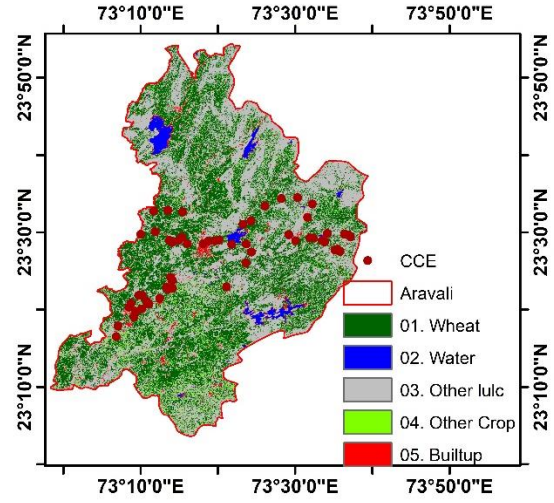 73°10'0"E 73°30'0"E 73°50'0"E
23°50'0"N 23°50'0"N
23°30'0"N 23°30'0"N
CCE
Aravali
01. Wheat
02. Water
03. Other lulc
23°10'0"N 23°10'0"N
04. Other Crop
05. Builtup
73°10'0"E 73°30'0"E 73°50'0"E